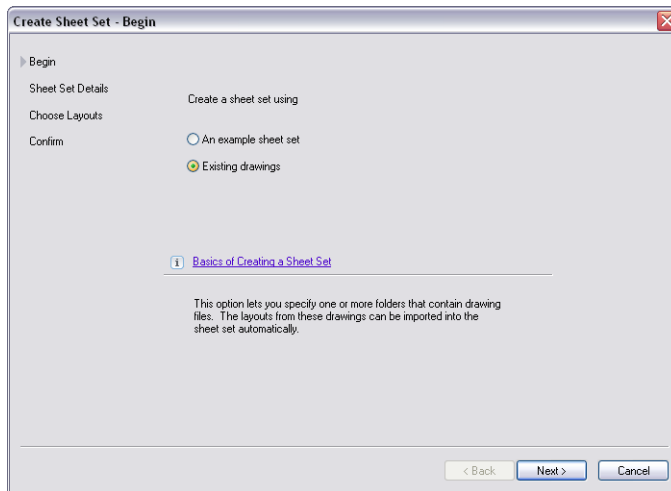 Create Sheet Set - Begin
Begin
Sheet Set Details
Choose Layouts
Confirm
Create a sheet set using
An example sheet set
Existing drawings
Basics of Creating a Sheet Set
This option lets you specify one or more folders that contain drawing
files.  The layouts from these drawings can be imported into the
sheet set automatically.
< Back
Next >
Cancel